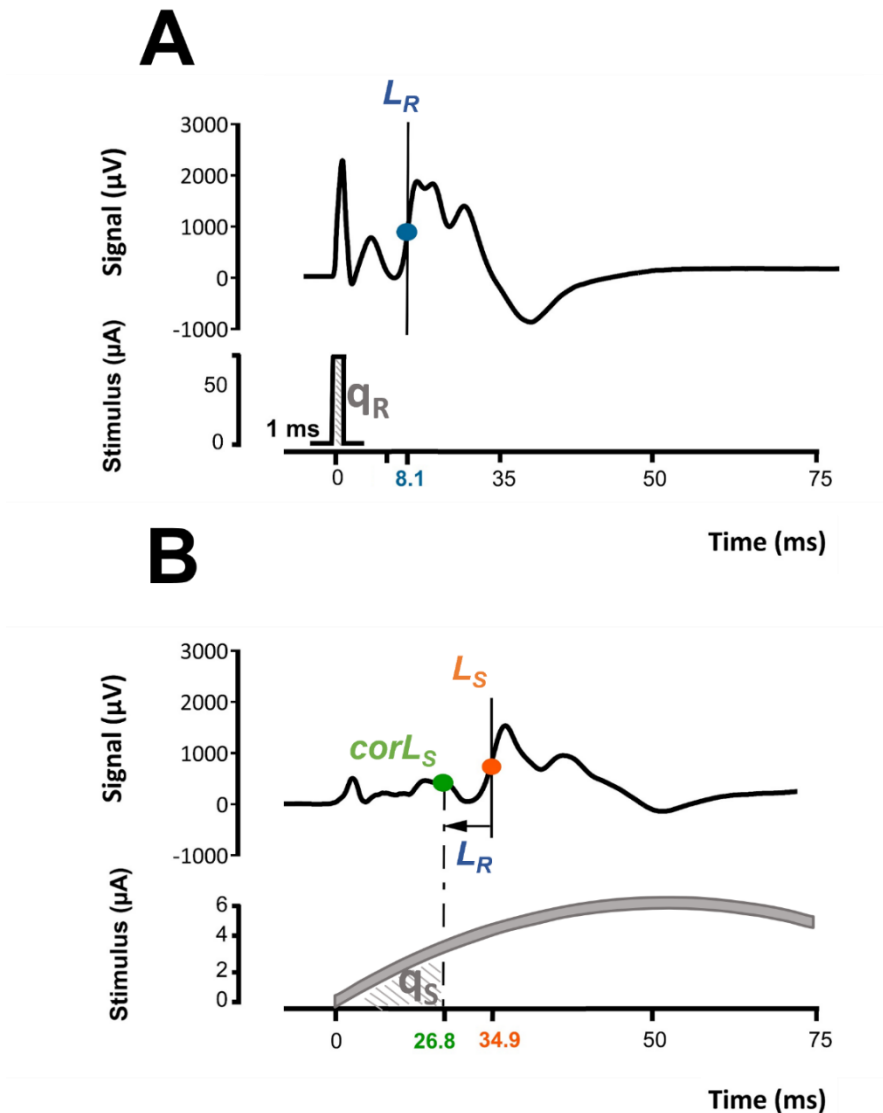 A
L_R
Signal (µV)
3000
2000
1000
0
-1000
Stimulus (µA)
50
0
1 ms
q_R
0
8.1
35
50
75
Time (ms)
B
Signal (µV)
3000
2000
1000
0
-1000
L_S
corL_S
L_R
Stimulus (µA)
6
4
2
0
q_S
0
26.8
34.9
50
75
Time (ms)